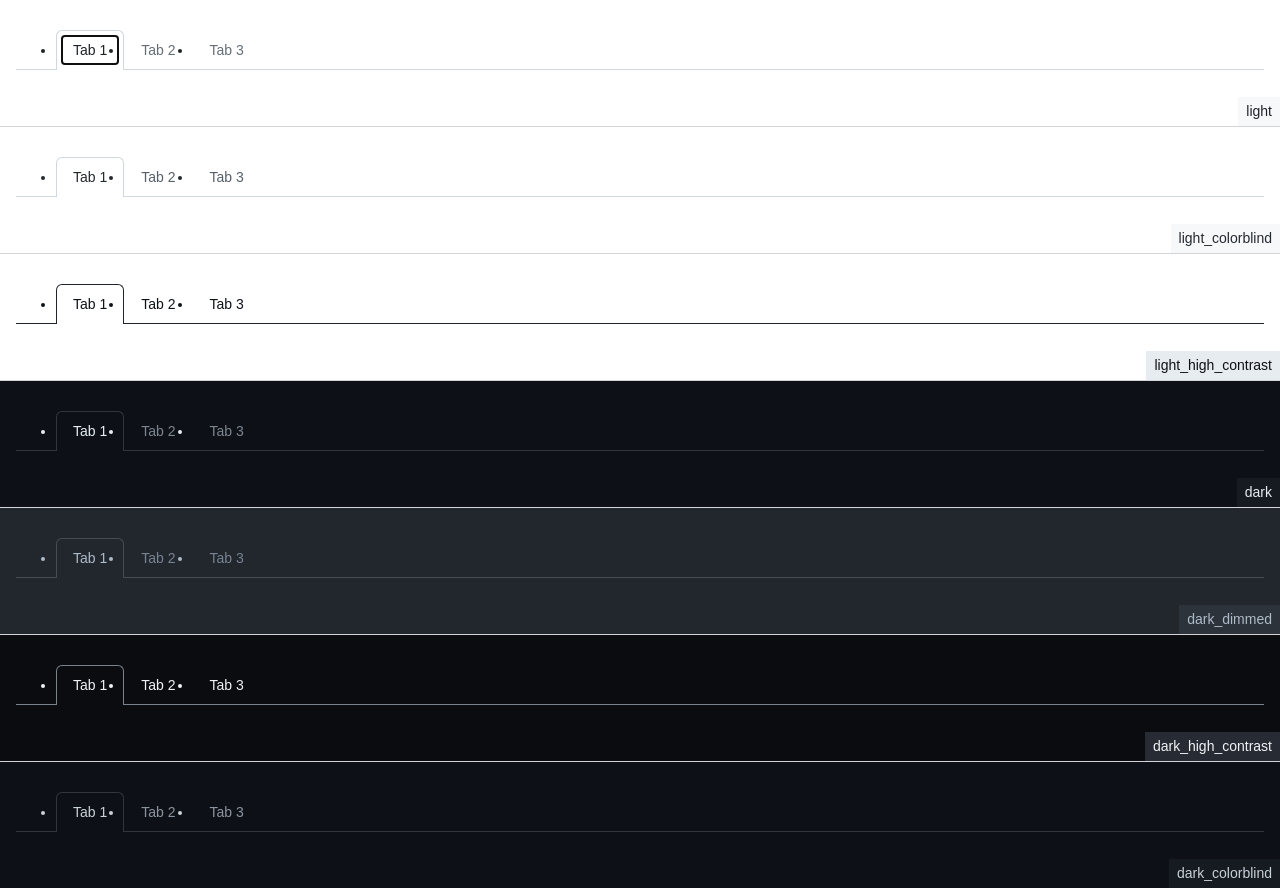 • Tab 1 • Tab 2 • Tab 3
light
• Tab 1 • Tab 2 • Tab 3
light_colorblind
• Tab 1 • Tab 2 • Tab 3
light_high_contrast
• Tab 1 • Tab 2 • Tab 3
dark
• Tab 1 • Tab 2 • Tab 3
dark_dimmed
• Tab 1 • Tab 2 • Tab 3
dark_high_contrast
• Tab 1 • Tab 2 • Tab 3
dark_colorblind